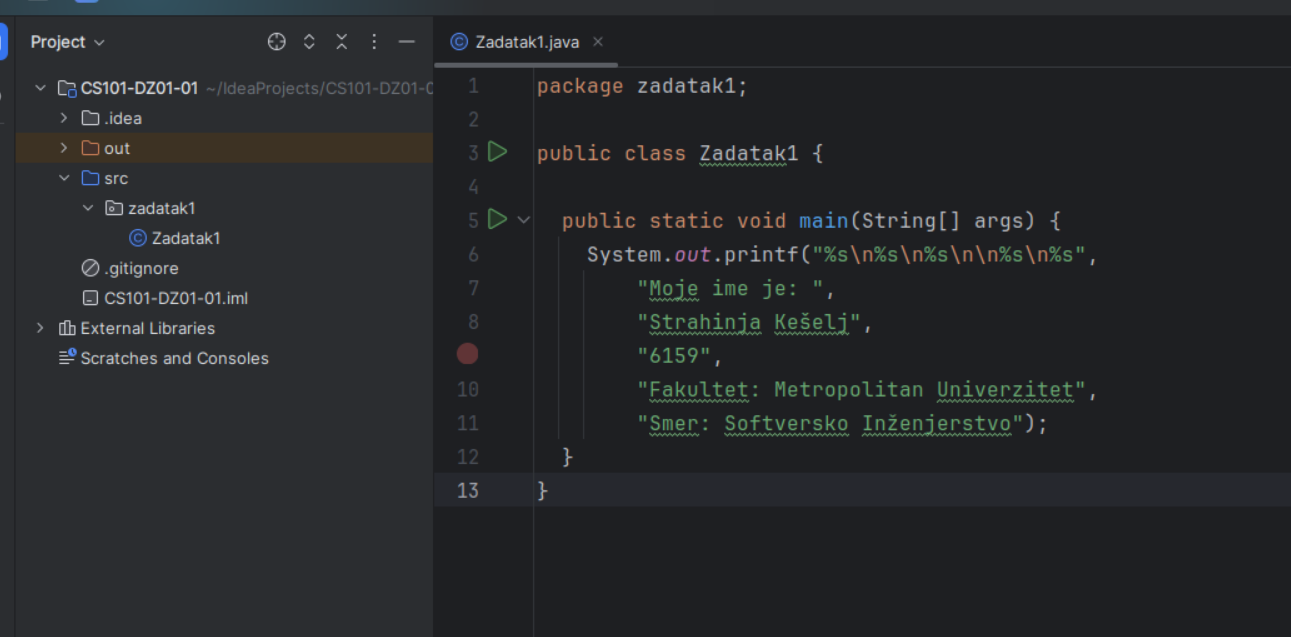 Project
CS101-DZ01-01 ~/IdeaProjects/CS101-DZ01-0
.idea
out
src
zadatak1
Zadatak1
.gitignore
CS101-DZ01-01.iml
External Libraries
Scratches and Consoles
Zadatak1.java
1 package zadatak1;
2
3 public class Zadatak1 {
4
5 public static void main(String[] args) {
6 System.out.printf("%s\n%s\n%s\n\n%s\n%s",
7 "Moje ime je: ",
8 "Strahinja Kešelj",
"6159",
10 "Fakultet: Metropolitan Univerzitet",
11 "Smer: Softversko Inženjerstvo");
12 }
13 }